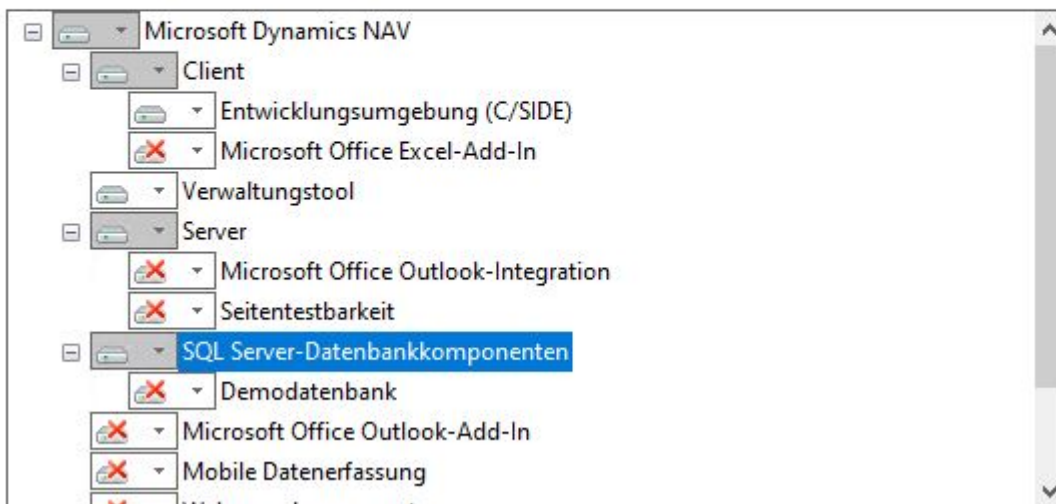 Microsoft Dynamics NAV
Client
Entwicklungsumgebung (C/SIDE)
Microsoft Office Excel-Add-In
Verwaltungstool
Server
Microsoft Office Outlook-Integration
Seitentestbarkeit
SQL Server-Datenbankkomponenten
Demodatenbank
Microsoft Office Outlook-Add-In
Mobile Datenerfassung